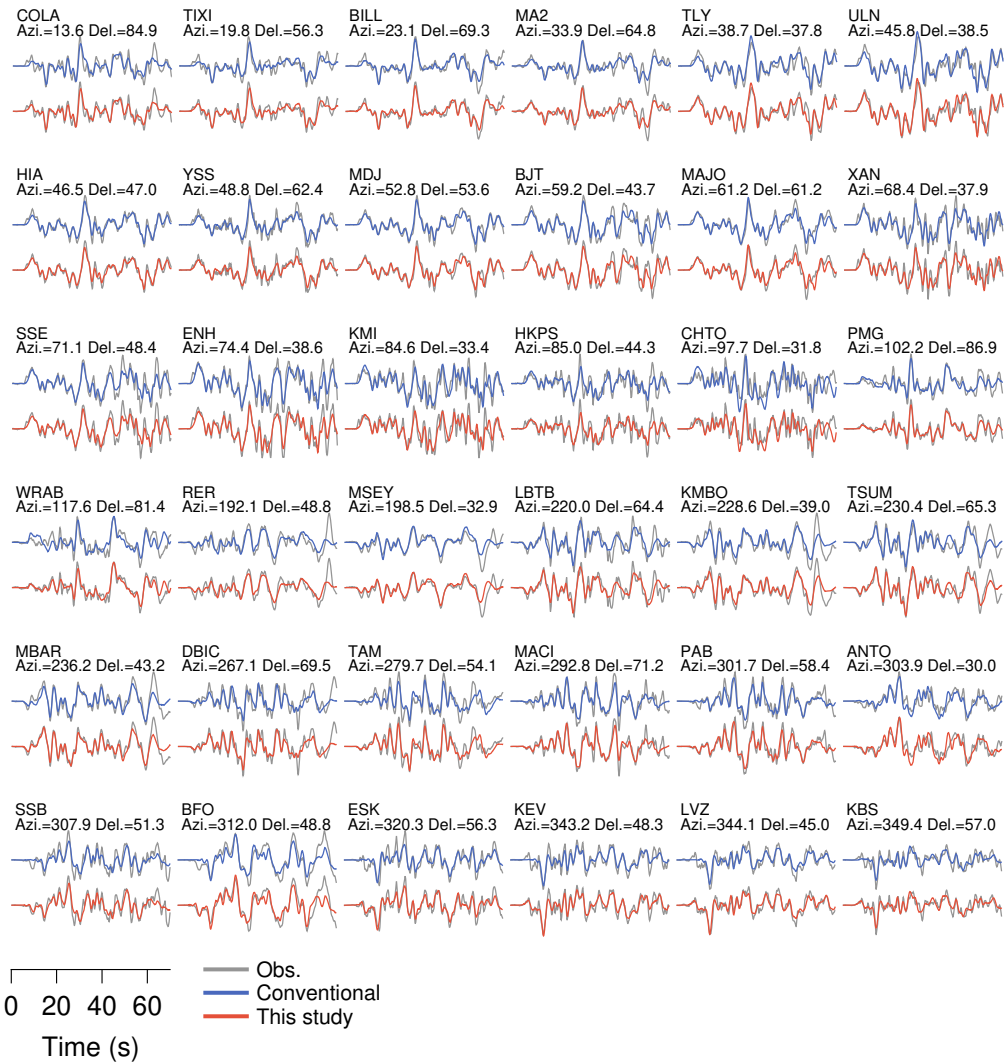 COLA TIXI BILL MA2 TLY ULN
Azi.=13.6 Del.=84.9 Azi.=19.8 Del.=56.3 Azi.=23.1 Del.=69.3 Azi.=33.9 Del.=64.8 Azi.=38.7 Del.=37.8 Azi.=45.8 Del.=38.5
HIA YSS MDJ BJT MAJO XAN
Azi.=46.5 Del.=47.0 Azi.=48.8 Del.=62.4 Azi.=52.8 Del.=53.6 Azi.=59.2 Del.=43.7 Azi.=61.2 Del.=61.2 Azi.=68.4 Del.=37.9
SSE ENH KMI HKPS CHTO PMG
Azi.=71.1 Del.=48.4 Azi.=74.4 Del.=38.6 Azi.=84.6 Del.=33.4 Azi.=85.0 Del.=44.3 Azi.=97.7 Del.=31.8 Azi.=102.2 Del.=86.9
WRAB RER MSEY LBTB KMBO TSUM
Azi.=117.6 Del.=81.4 Azi.=192.1 Del.=48.8 Azi.=198.5 Del.=32.9 Azi.=220.0 Del.=64.4 Azi.=228.6 Del.=39.0 Azi.=230.4 Del.=65.3
MBAR DBIC TAM MACI PAB ANTO
Azi.=236.2 Del.=43.2 Azi.=267.1 Del.=69.5 Azi.=279.7 Del.=54.1 Azi.=292.8 Del.=71.2 Azi.=301.7 Del.=58.4 Azi.=303.9 Del.=30.0
SSB BFO ESK KEV LVZ KBS
Azi.=307.9 Del.=51.3 Azi.=312.0 Del.=48.8 Azi.=320.3 Del.=56.3 Azi.=343.2 Del.=48.3 Azi.=344.1 Del.=45.0 Azi.=349.4 Del.=57.0
0 20 40 60
Time (s)
Obs.
Conventional
This study